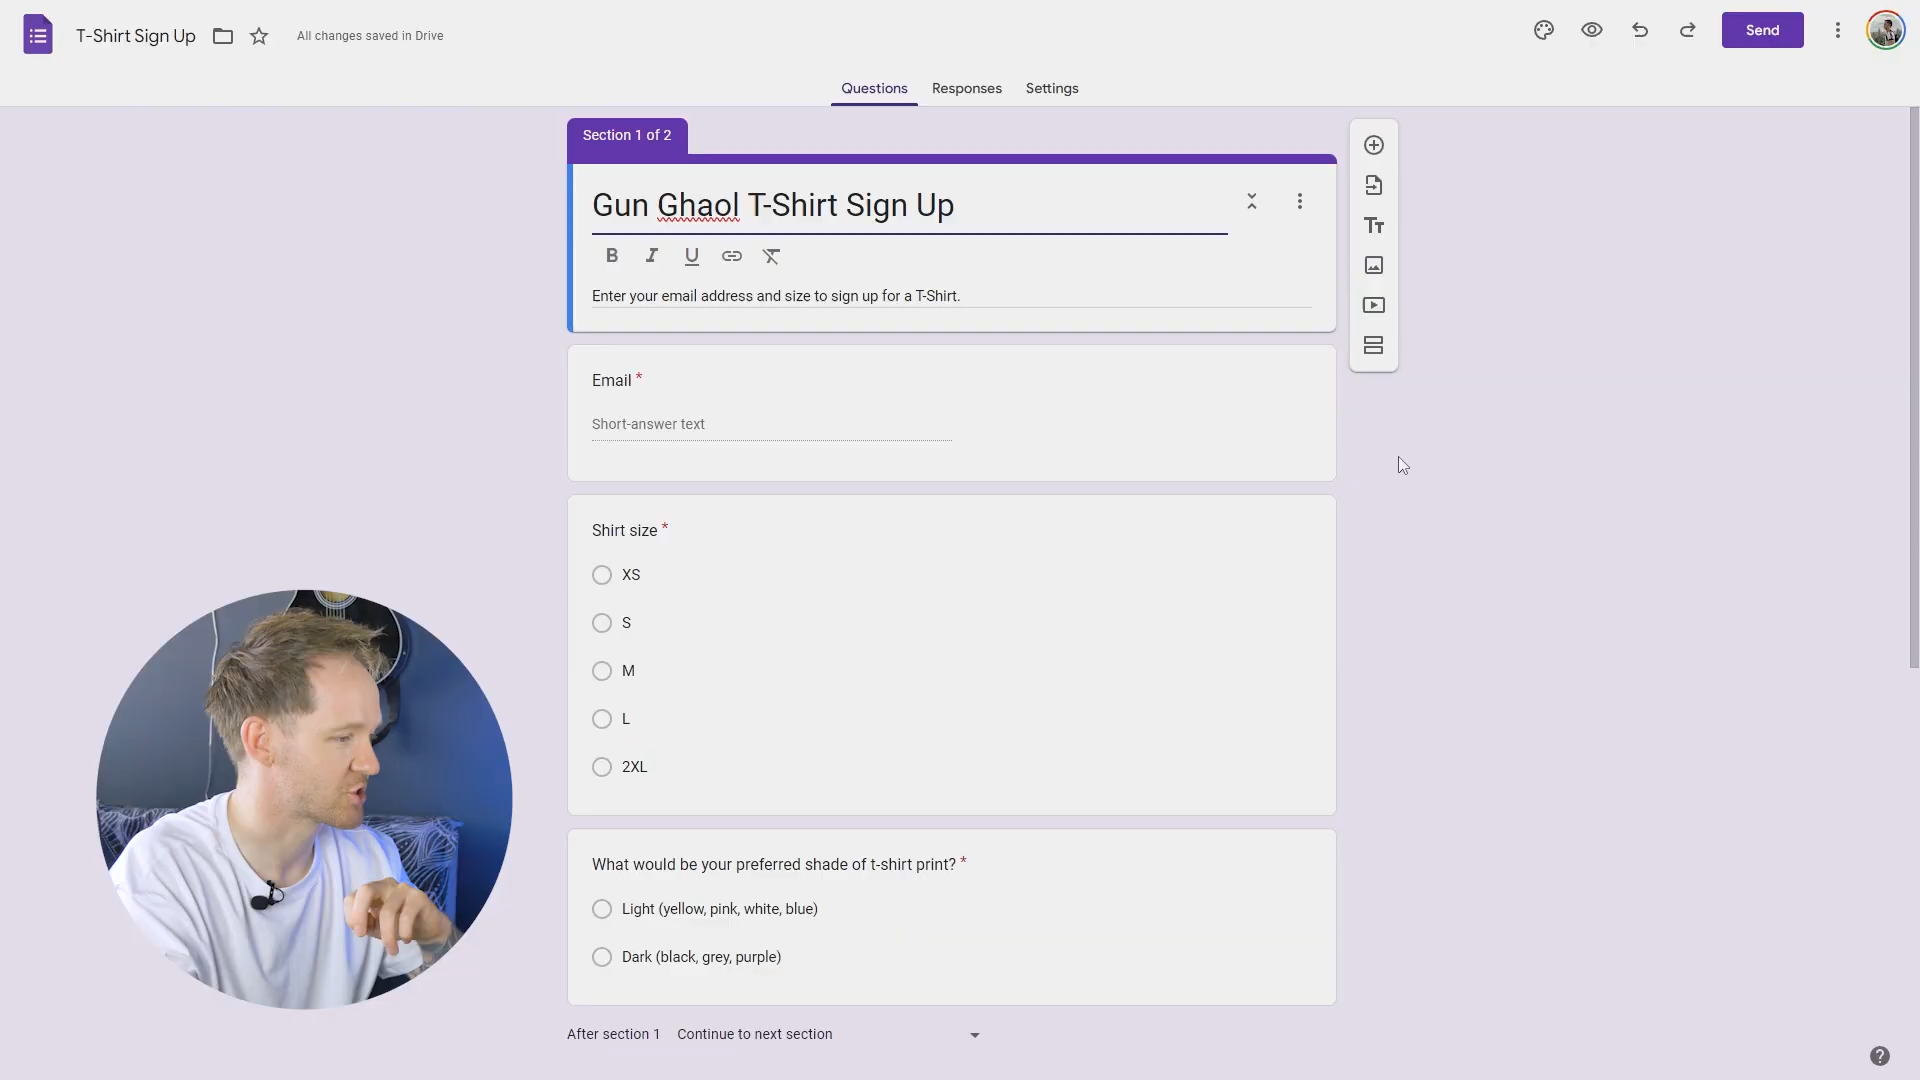 T-Shirt Sign Up
All changes saved in Drive
Send
Questions
Responses
Settings
Section 1 of 2
Gun Ghaol T-Shirt Sign Up
Enter your email address and size to sign up for a T-Shirt.
Email *
Short-answer text
Shirt size *
XS
S
M
L
2XL
What would be your preferred shade of t-shirt print? *
Light (yellow, pink, white, blue)
Dark (black, grey, purple)
After section 1 Continue to next section